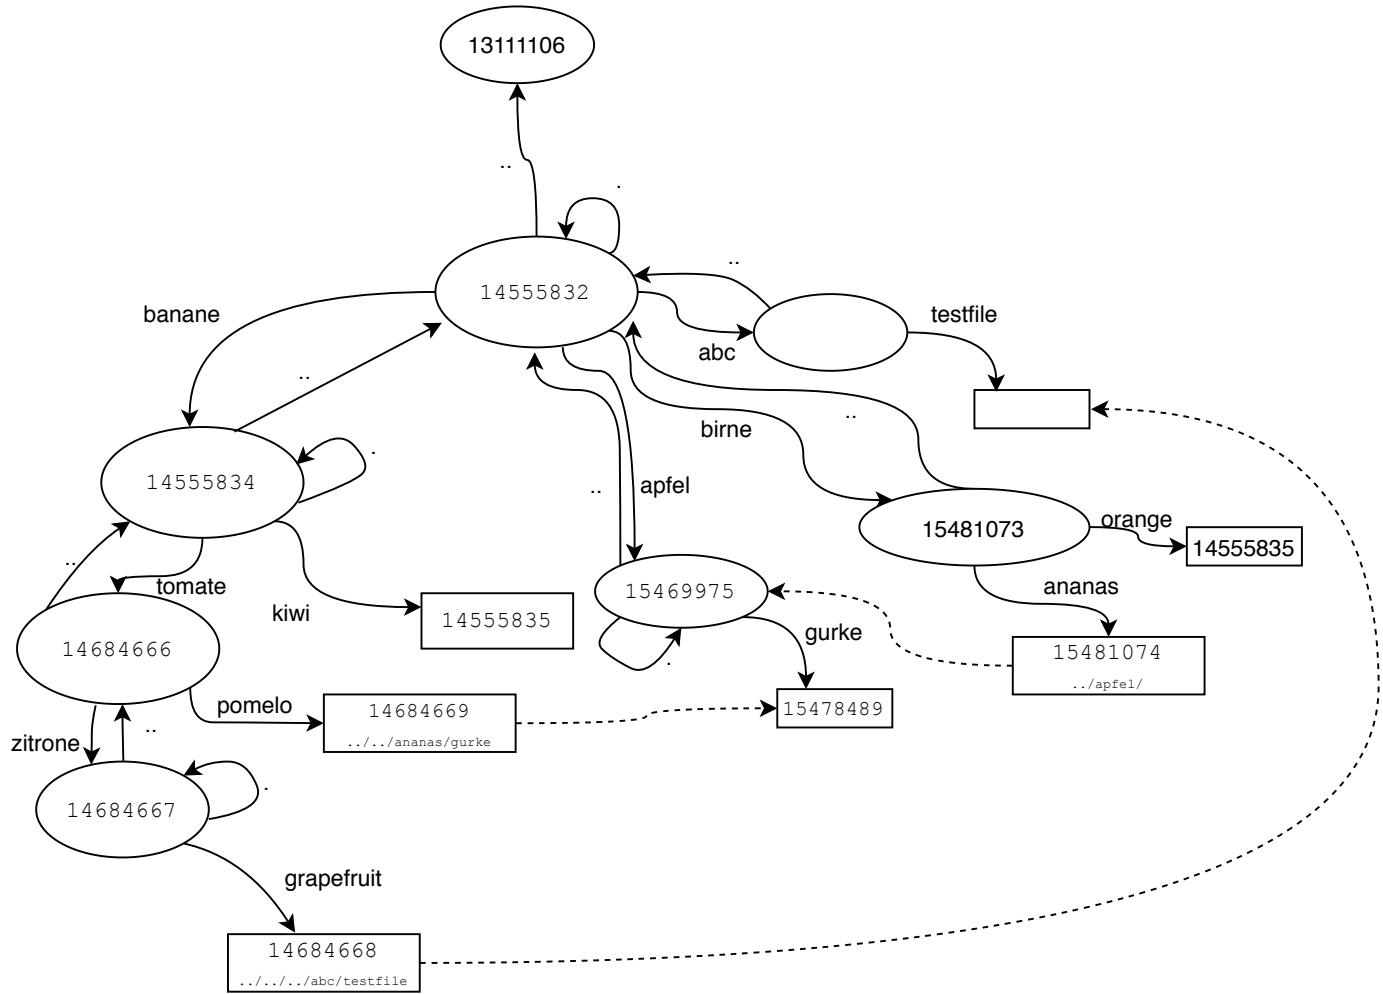 13111106
..
.
14555832
..
banane
abc
testfile
..
birne
..
14555834
.
..
apfel
15481073
orange
14555835
..
tomate
kiwi
14555835
15469975
.
gurke
ananas
15481074
../apfel/
14684666
pomelo
14684669
../../ananas/gurke
15478489
zitrone
..
14684667
.
grapefruit
14684668
../../../abc/testfile